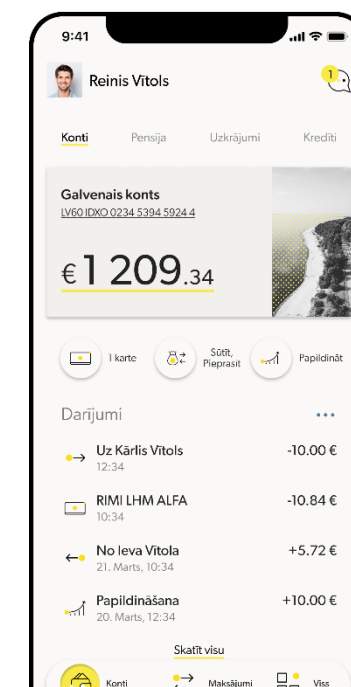 9:41
Reinis Vītols
1
Konti Pensija Uzkrājumi Kredīti
Galvenais konts
LV60 IDXO 0234 5394 5924 4
€ 1 209.34
1 karte
Sūtīt,
Pieprasīt
Papildināt
Darījumi
Uz Kārlis Vītols -10.00 €
12:34
RIMI LHM ALFA -10.84 €
10:34
No Ieva Vītola +5.72 €
21. Marts, 10:34
Papildināšana +10.00 €
20. Marts, 12:34
Skatīt visu
Konti Maksājumi Viss